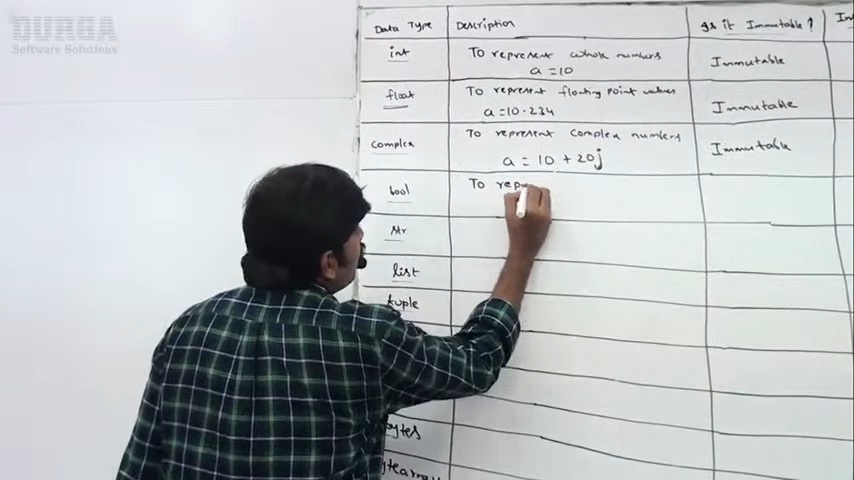 DURGA
Software Solutions
Data Type Description Is it Immutable ?
int To represent whole numbers Immutable
a = 10
float To represent floating point values Immutable
a = 10.234
complex To represent complex numbers Immutable
a = 10 + 20j
bool To rep
str
list
tuple
bytes
bytearray